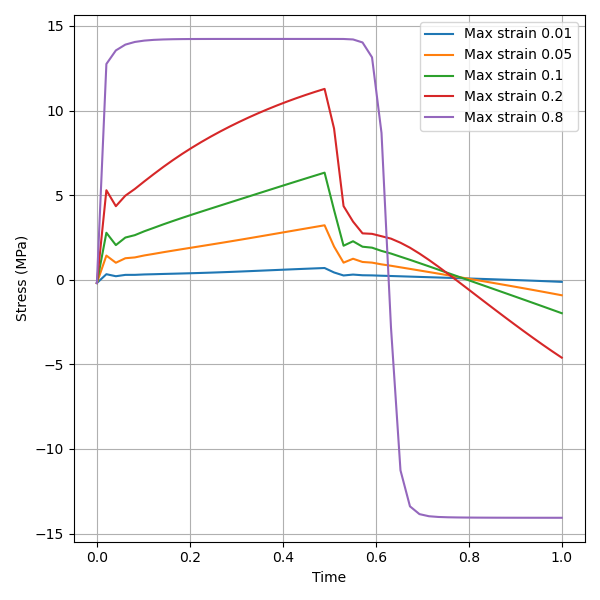 Max strain 0.01
Max strain 0.05
Max strain 0.1
Max strain 0.2
Max strain 0.8
Stress (MPa)
15
10
5
0
−5
−10
−15
0.0 0.2 0.4 0.6 0.8 1.0
Time